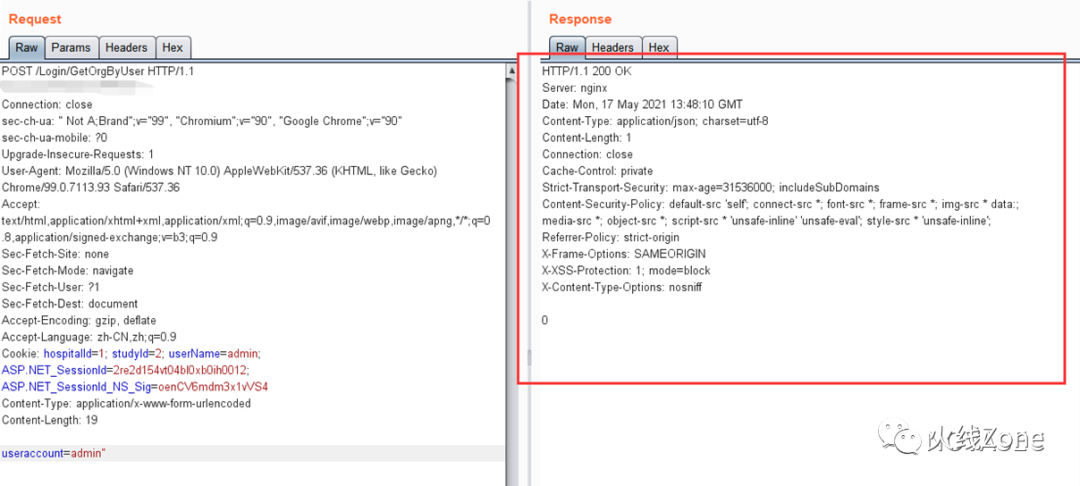 Request
Raw Params Headers Hex
POST /Login/GetOrgByUser HTTP/1.1
Connection: close
sec-ch-ua: " Not A;Brand";v="99", "Chromium";v="90", "Google Chrome";v="90"
sec-ch-ua-mobile: ?0
Upgrade-Insecure-Requests: 1
User-Agent: Mozilla/5.0 (Windows NT 10.0) AppleWebKit/537.36 (KHTML, like Gecko)
Chrome/99.0.7113.93 Safari/537.36
Accept:
text/html,application/xhtml+xml,application/xml;q=0.9,image/avif,image/webp,image/apng,*/*;q=0
.8,application/signed-exchange;v=b3;q=0.9
Sec-Fetch-Site: none
Sec-Fetch-Mode: navigate
Sec-Fetch-User: ?1
Sec-Fetch-Dest: document
Accept-Encoding: gzip, deflate
Accept-Language: zh-CN,zh;q=0.9
Cookie: hospitalId=1; studyId=2; userName=admin;
ASP.NET_SessionId=2re2d154vt04bl0xb0ih0012;
ASP.NET_SessionId_NS_Sig=oenCV6mdm3x1vVS4
Content-Type: application/x-www-form-urlencoded
Content-Length: 19
useraccount=admin"
Response
Raw Headers Hex
HTTP/1.1 200 OK
Server: nginx
Date: Mon, 17 May 2021 13:48:10 GMT
Content-Type: application/json; charset=utf-8
Content-Length: 1
Connection: close
Cache-Control: private
Strict-Transport-Security: max-age=31536000; includeSubDomains
Content-Security-Policy: default-src 'self'; connect-src *; font-src *; frame-src *; img-src * data:;
media-src *; object-src *; script-src * 'unsafe-inline' 'unsafe-eval'; style-src * 'unsafe-inline';
Referrer-Policy: strict-origin
X-Frame-Options: SAMEORIGIN
X-XSS-Protection: 1; mode=block
X-Content-Type-Options: nosniff
0
火线Zone